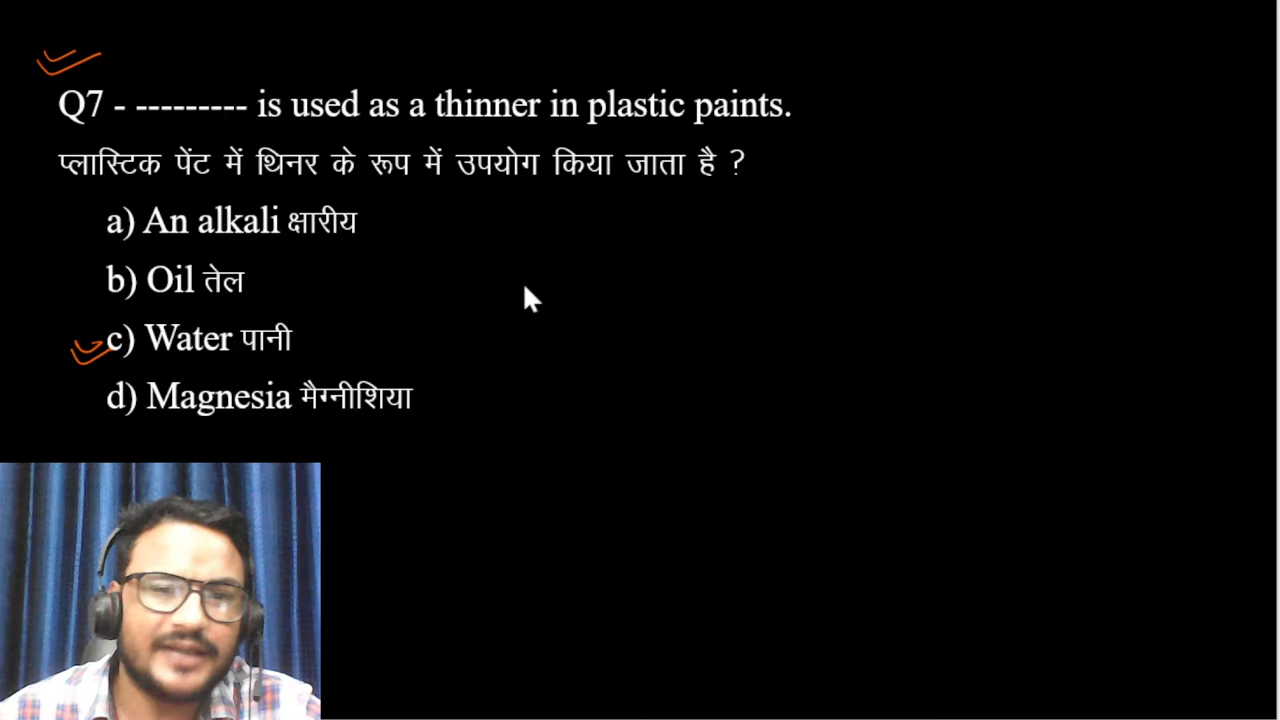 Q7 - --------- is used as a thinner in plastic paints.
प्लास्टिक पेंट में थिनर के रूप में उपयोग किया जाता है ?
a) An alkali क्षारीय
b) Oil तेल
c) Water पानी
d) Magnesia मैग्नीशिया